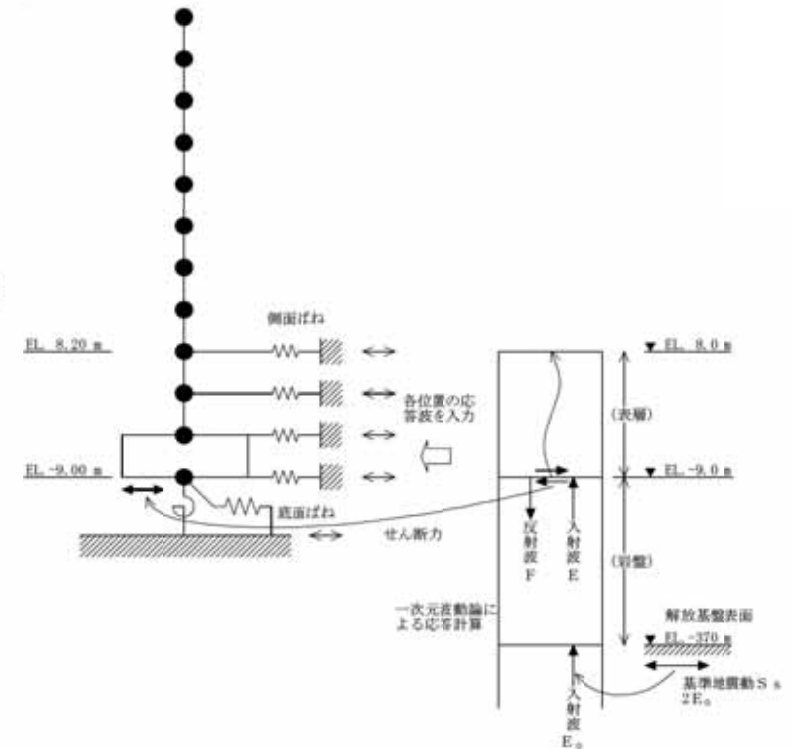 側面ばね
EL. 8.20 m
EL. 8.0 m
各位置の応
答波を入力
(表層)
EL.-9.00 m
EL.-9.0 m
底面ばね
せん断力
反射波F
入射波E
(岩盤)
一次元波動論に
よる応答計算
解放基盤表面
EL.-370 m
基準地震動Ss
2E₀
入射波E₀